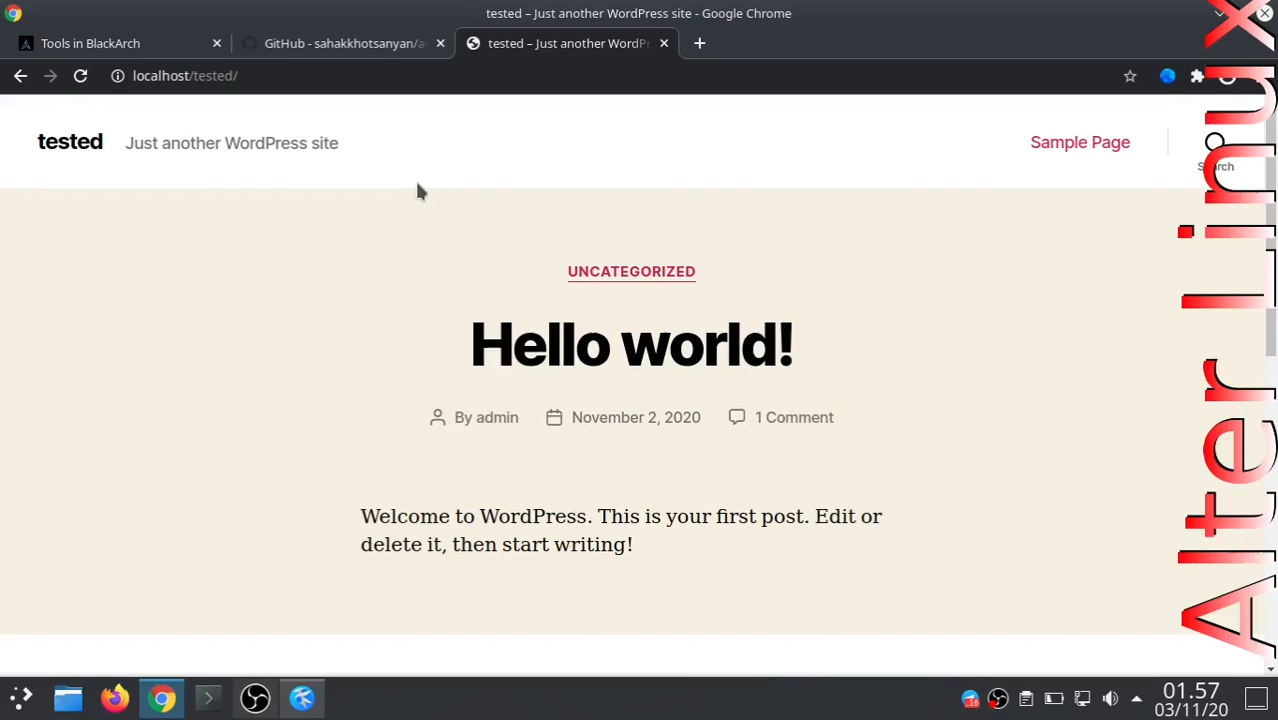 tested – Just another WordPress site - Google Chrome
Tools in BlackArch
GitHub - sahakkhotsanyan/a
tested – Just another WordP
localhost/tested/
tested
Just another WordPress site
Sample Page
Search
UNCATEGORIZED
Hello world!
By admin
November 2, 2020
1 Comment
Welcome to WordPress. This is your first post. Edit or
delete it, then start writing!
Alter Linux
16
01.57
03/11/20